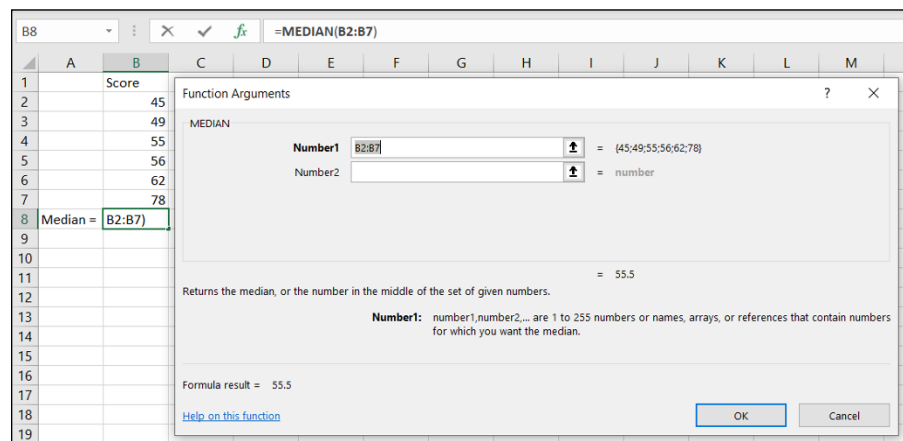 B8 fx =MEDIAN(B2:B7)
A B C D E F G H I J K L M
1 Score
2 45
3 49
4 55
5 56
6 62
7 78
8 Median = B2:B7)
9
10
11
12
13
14
15
16
17
18
19
Function Arguments ? ×
MEDIAN
Number1 B2:B7 = {45;49;55;56;62;78}
Number2 = number
= 55.5
Returns the median, or the number in the middle of the set of given numbers.
Number1: number1,number2,... are 1 to 255 numbers or names, arrays, or references that contain numbers
for which you want the median.
Formula result = 55.5
Help on this function OK Cancel